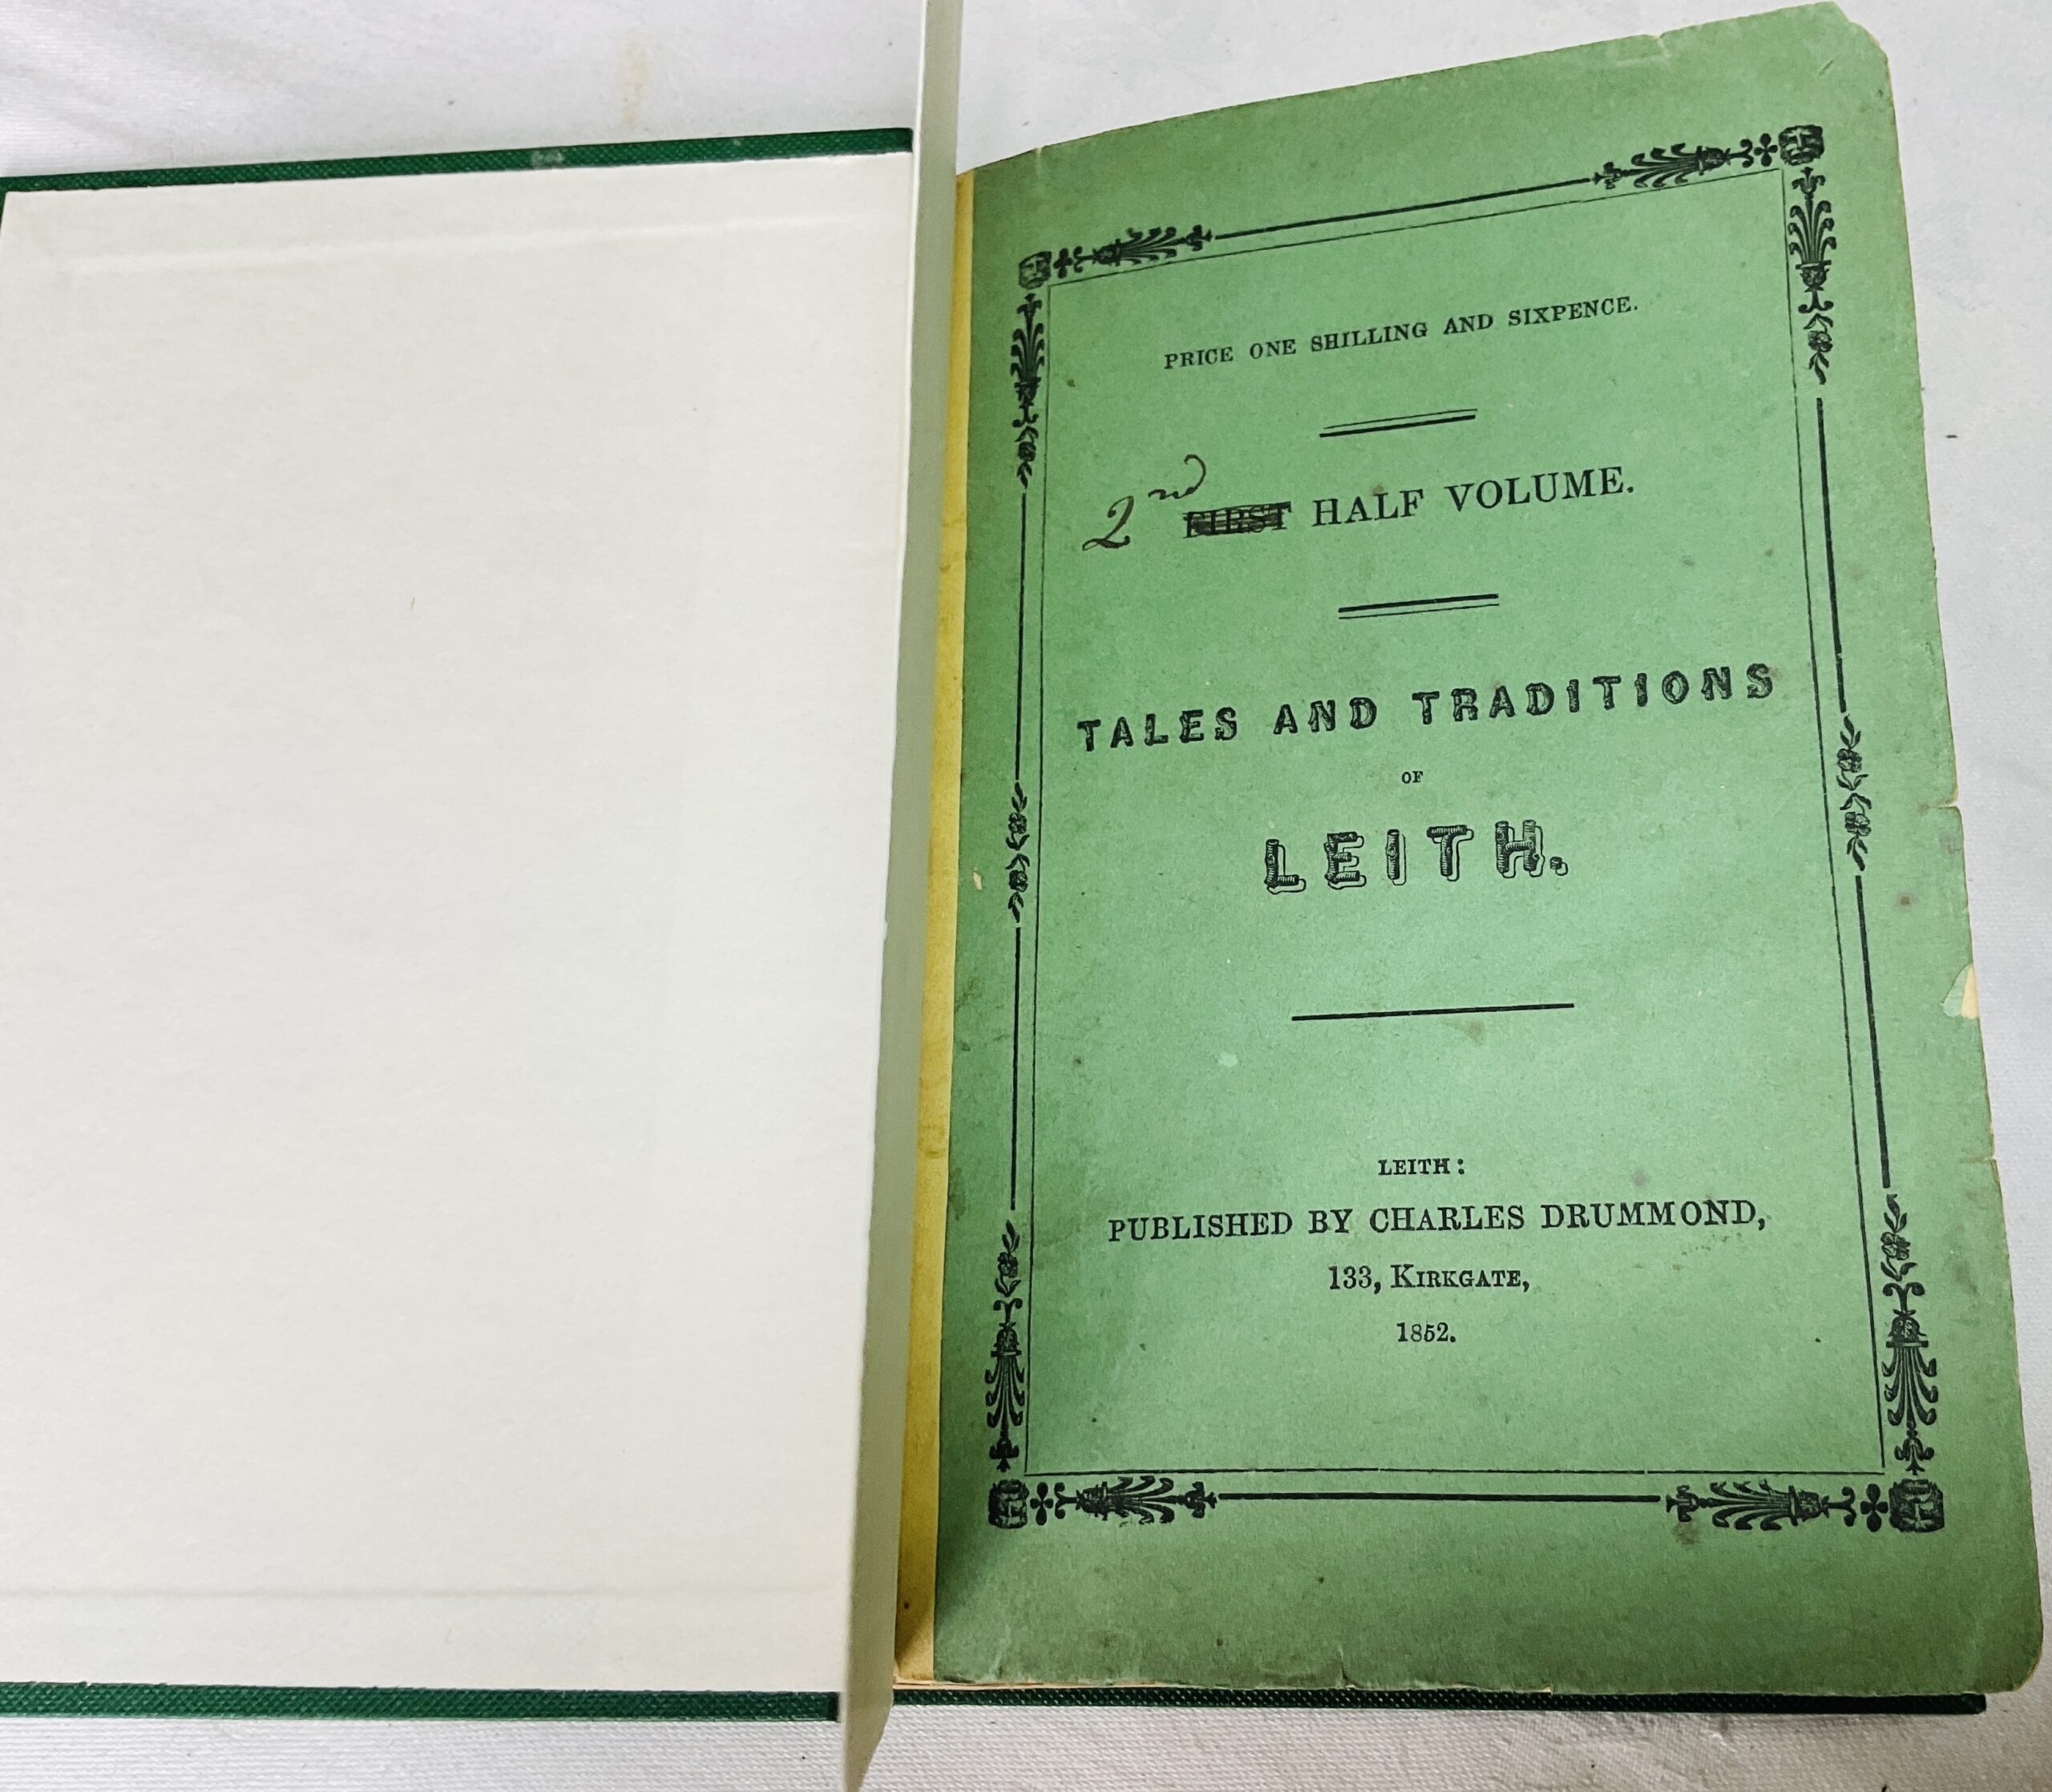 PRICE ONE SHILLING AND SIXPENCE.
2nd FIRST HALF VOLUME.
TALES AND TRADITIONS
OF
LEITH.
LEITH:
PUBLISHED BY CHARLES DRUMMOND,
133, KIRKGATE,
1852.